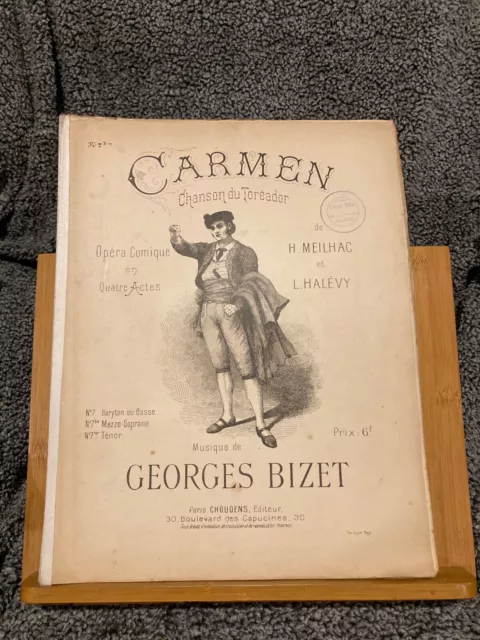 CARMEN
Chanson du Toréador
Opéra Comique
en
Quatre Actes
de
H. MEILHAC
et
L. HALÉVY
N°7. Baryton ou Basse
N°7bis Mezzo-Soprano
N°7ter Ténor
Prix: 6f
Musique de
GEORGES BIZET
Paris CHOUDENS, Editeur,
30, Boulevard des Capucines, 30